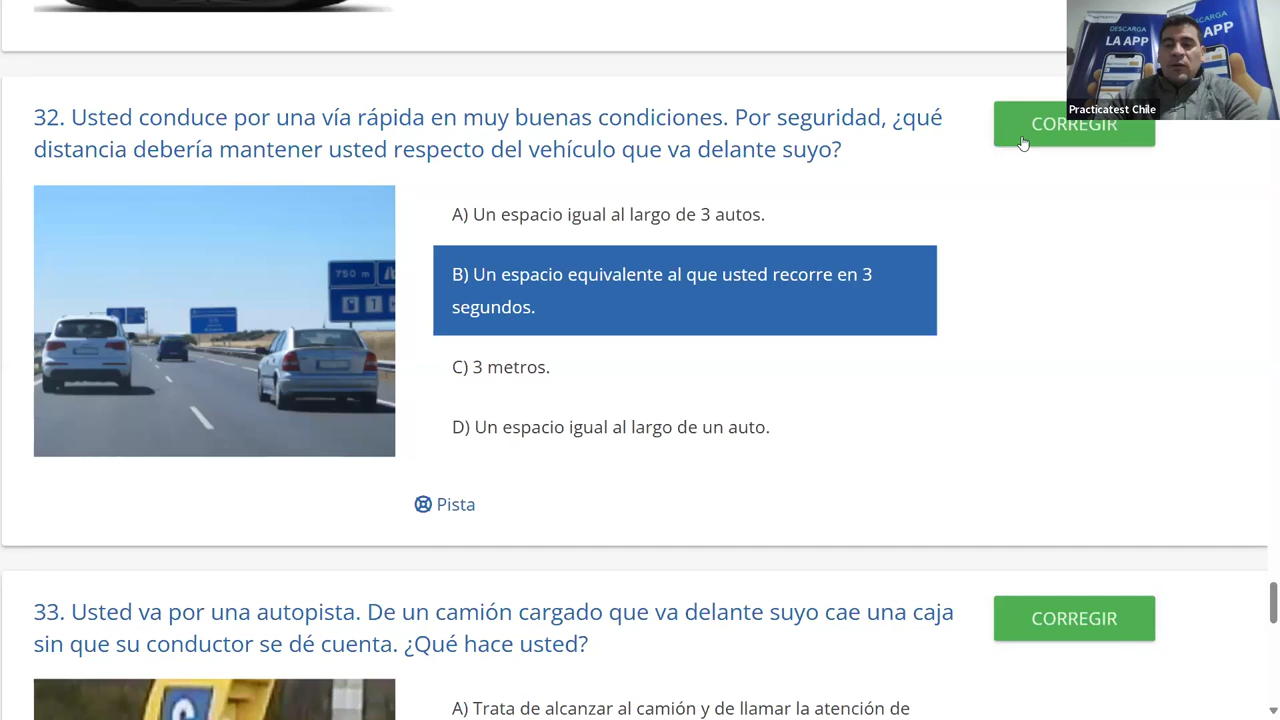 DESCARGA
LA APP
DESCARGA
APP
Practicatest Chile
32. Usted conduce por una vía rápida en muy buenas condiciones. Por seguridad, ¿qué
distancia debería mantener usted respecto del vehículo que va delante suyo?
CORREGIR
750 m
A) Un espacio igual al largo de 3 autos.
B) Un espacio equivalente al que usted recorre en 3
segundos.
C) 3 metros.
D) Un espacio igual al largo de un auto.
Pista
33. Usted va por una autopista. De un camión cargado que va delante suyo cae una caja
sin que su conductor se dé cuenta. ¿Qué hace usted?
CORREGIR
A) Trata de alcanzar al camión y de llamar la atención de